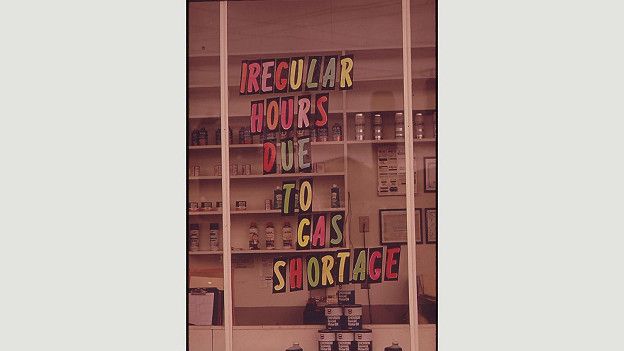 IREGULAR
HOURS
DUE
TO
GAS
SHORTAGE